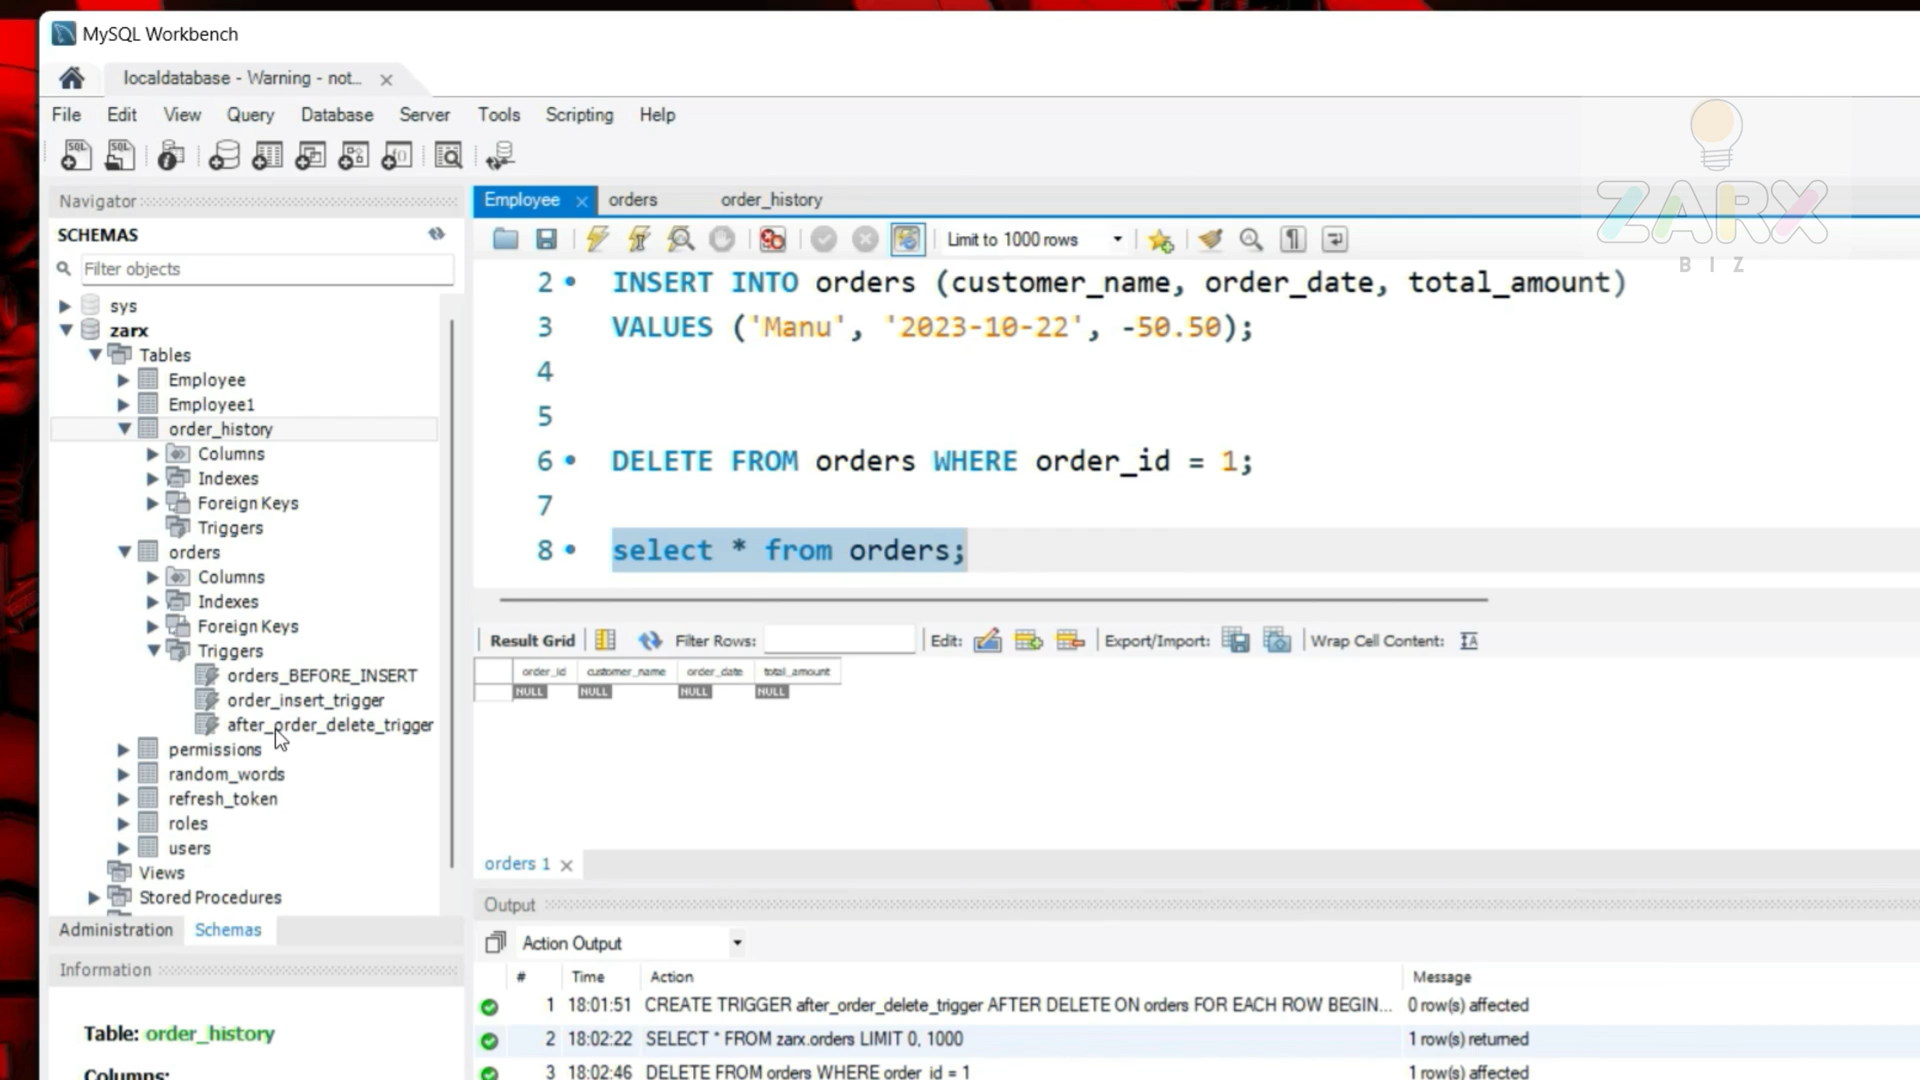 MySQL Workbench
localdatabase - Warning - not...
File Edit View Query Database Server Tools Scripting Help
SQL SQL
Navigator
SCHEMAS
Filter objects
sys
zarx
Tables
Employee
Employee1
order_history
Columns
Indexes
Foreign Keys
Triggers
orders
Columns
Indexes
Foreign Keys
Triggers
orders_BEFORE_INSERT
order_insert_trigger
after_order_delete_trigger
permissions
random_words
refresh_token
roles
users
Views
Stored Procedures
Administration Schemas
Information
Table: order_history
Columns:
Employee orders order_history
Limit to 1000 rows
ZARX
BIZ
2 INSERT INTO orders (customer_name, order_date, total_amount)
3 VALUES ('Manu', '2023-10-22', -50.50);
4
5
6 DELETE FROM orders WHERE order_id = 1;
7
8 select * from orders;
Result Grid Filter Rows: Edit: Export/Import: Wrap Cell Content:
order_id customer_name order_date total_amount
NULL NULL NULL NULL
orders 1
Output
Action Output
# Time Action Message
1 18:01:51 CREATE TRIGGER after_order_delete_trigger AFTER DELETE ON orders FOR EACH ROW BEGIN... 0 row(s) affected
2 18:02:22 SELECT * FROM zarx.orders LIMIT 0, 1000 1 row(s) returned
3 18:02:46 DELETE FROM orders WHERE order_id = 1 1 row(s) affected